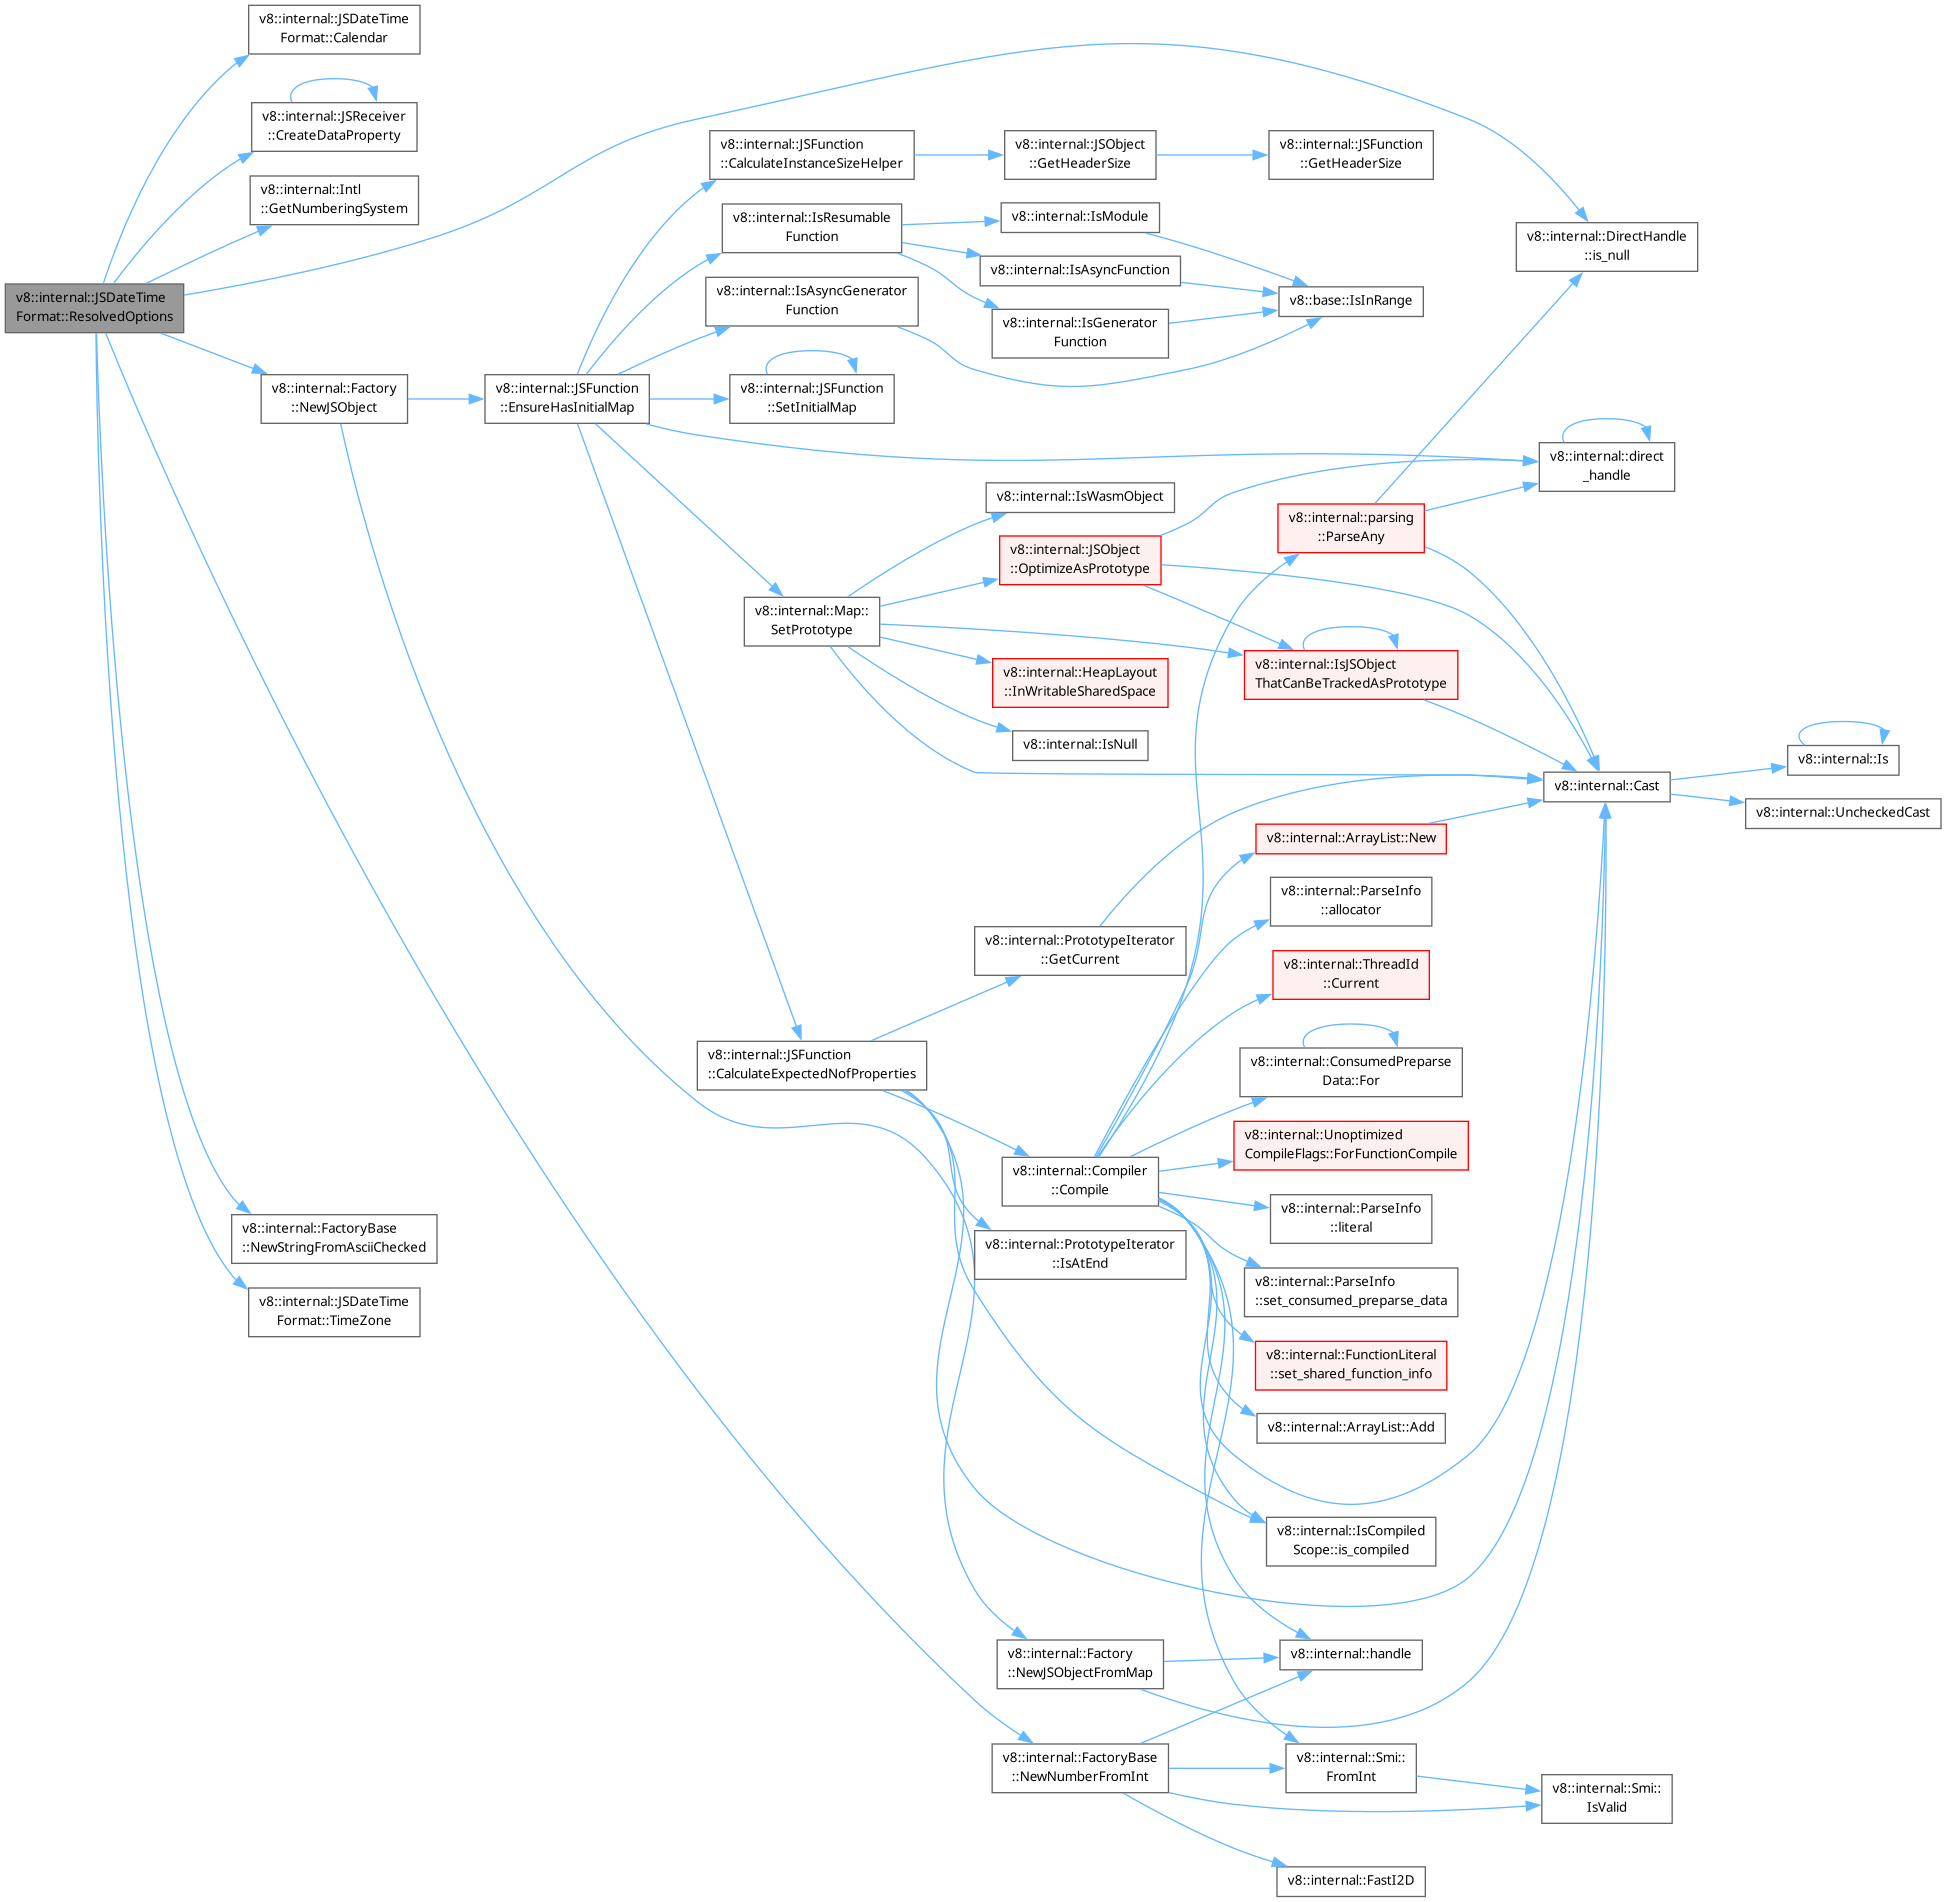 v8::internal::JSDateTime
Format::ResolvedOptions
v8::internal::JSDateTime
Format::Calendar
v8::internal::JSReceiver
::CreateDataProperty
v8::internal::Intl
::GetNumberingSystem
v8::internal::Factory
::NewJSObject
v8::internal::FactoryBase
::NewStringFromAsciiChecked
v8::internal::JSDateTime
Format::TimeZone
v8::internal::JSFunction
::EnsureHasInitialMap
v8::internal::JSFunction
::CalculateInstanceSizeHelper
v8::internal::IsResumable
Function
v8::internal::IsAsyncGenerator
Function
v8::internal::JSFunction
::SetInitialMap
v8::internal::Map::
SetPrototype
v8::internal::JSFunction
::CalculateExpectedNofProperties
v8::internal::JSObject
::GetHeaderSize
v8::internal::IsModule
v8::internal::IsAsyncFunction
v8::internal::IsGenerator
Function
v8::internal::IsWasmObject
v8::internal::JSObject
::OptimizeAsPrototype
v8::internal::HeapLayout
::InWritableSharedSpace
v8::internal::IsNull
v8::internal::PrototypeIterator
::GetCurrent
v8::internal::Compiler
::Compile
v8::internal::PrototypeIterator
::IsAtEnd
v8::internal::Factory
::NewJSObjectFromMap
v8::internal::FactoryBase
::NewNumberFromInt
v8::internal::JSFunction
::GetHeaderSize
v8::base::IsInRange
v8::internal::parsing
::ParseAny
v8::internal::IsJSObject
ThatCanBeTrackedAsPrototype
v8::internal::ArrayList::New
v8::internal::ParseInfo
::allocator
v8::internal::ThreadId
::Current
v8::internal::ConsumedPreparse
Data::For
v8::internal::Unoptimized
CompileFlags::ForFunctionCompile
v8::internal::ParseInfo
::literal
v8::internal::ParseInfo
::set_consumed_preparse_data
v8::internal::FunctionLiteral
::set_shared_function_info
v8::internal::ArrayList::Add
v8::internal::IsCompiled
Scope::is_compiled
v8::internal::handle
v8::internal::Smi::
FromInt
v8::internal::FastI2D
v8::internal::DirectHandle
::is_null
v8::internal::direct
_handle
v8::internal::Cast
v8::internal::Smi::
IsValid
v8::internal::Is
v8::internal::UncheckedCast